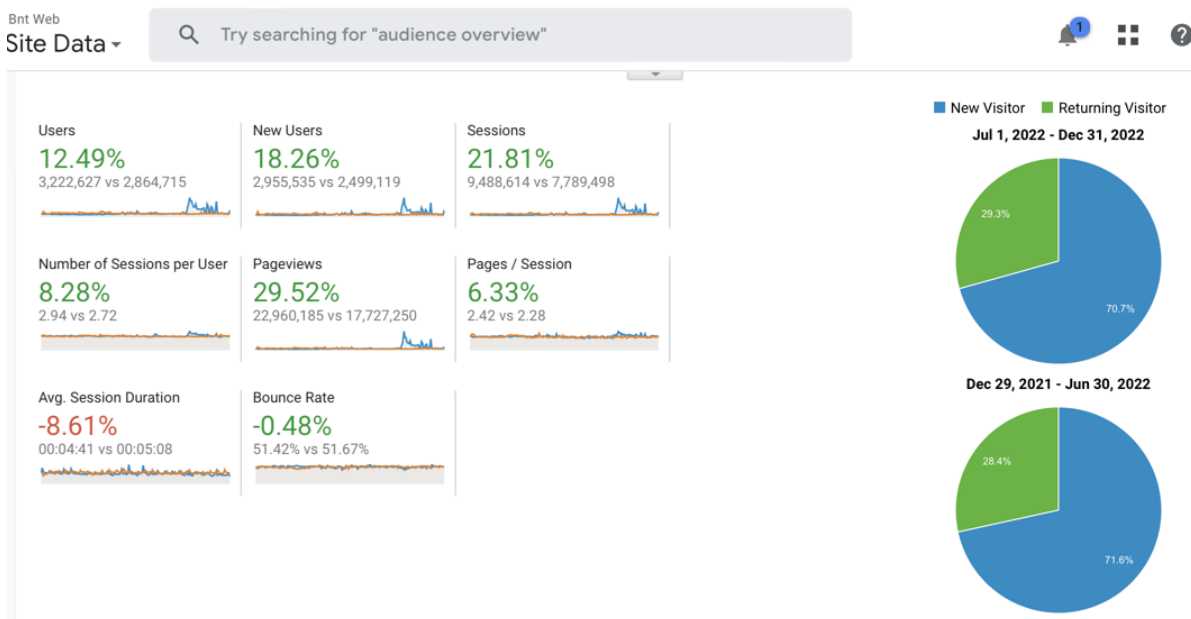 Bnt Web
Site Data
Try searching for "audience overview"
1
Users
12.49%
3,222,627 vs 2,864,715
New Users
18.26%
2,955,535 vs 2,499,119
Sessions
21.81%
9,488,614 vs 7,789,498
Number of Sessions per User
8.28%
2.94 vs 2.72
Pageviews
29.52%
22,960,185 vs 17,727,250
Pages / Session
6.33%
2.42 vs 2.28
Avg. Session Duration
-8.61%
00:04:41 vs 00:05:08
Bounce Rate
-0.48%
51.42% vs 51.67%
New Visitor Returning Visitor
Jul 1, 2022 - Dec 31, 2022
29.3%
70.7%
Dec 29, 2021 - Jun 30, 2022
28.4%
71.6%